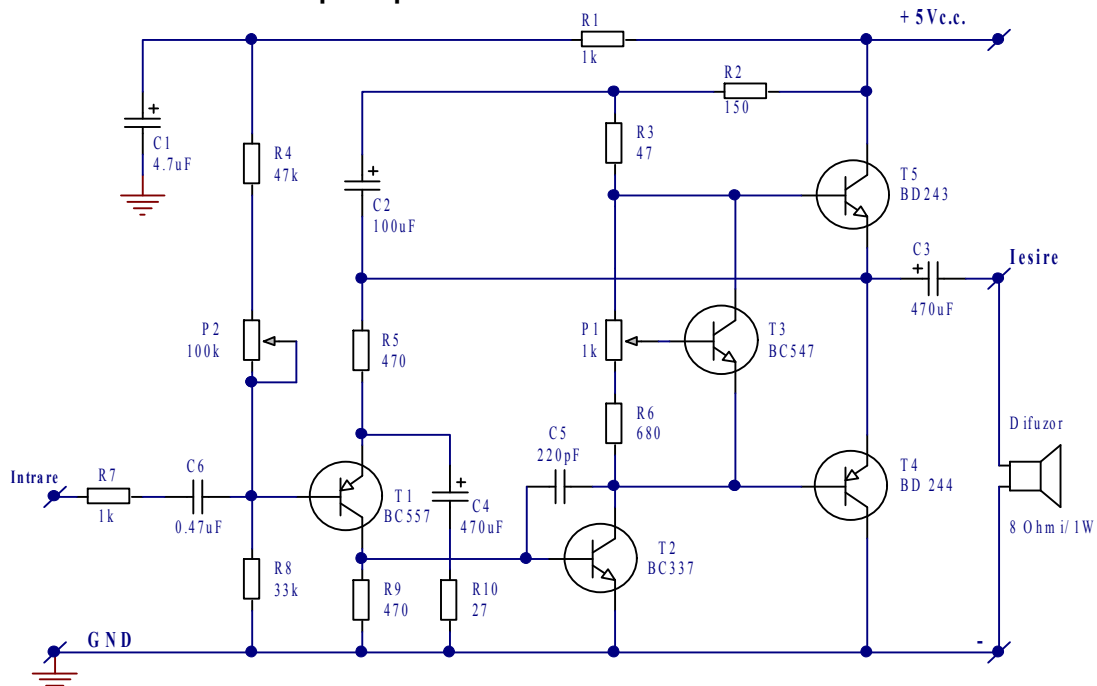 R1
1k
+ 5Vc.c.
R2
150
C1
4.7uF
R4
47k
R3
47
C2
100uF
T5
BD243
C3
470uF
Iesire
P2
100k
R5
470
P1
1k
T3
BC547
R6
680
C5
220pF
Difuzor
8 Ohmi/1W
Intrare
R7
1k
C6
0.47uF
T1
BC557
C4
470uF
T4
BD 244
T2
BC337
R8
33k
R9
470
R10
27
GND
-